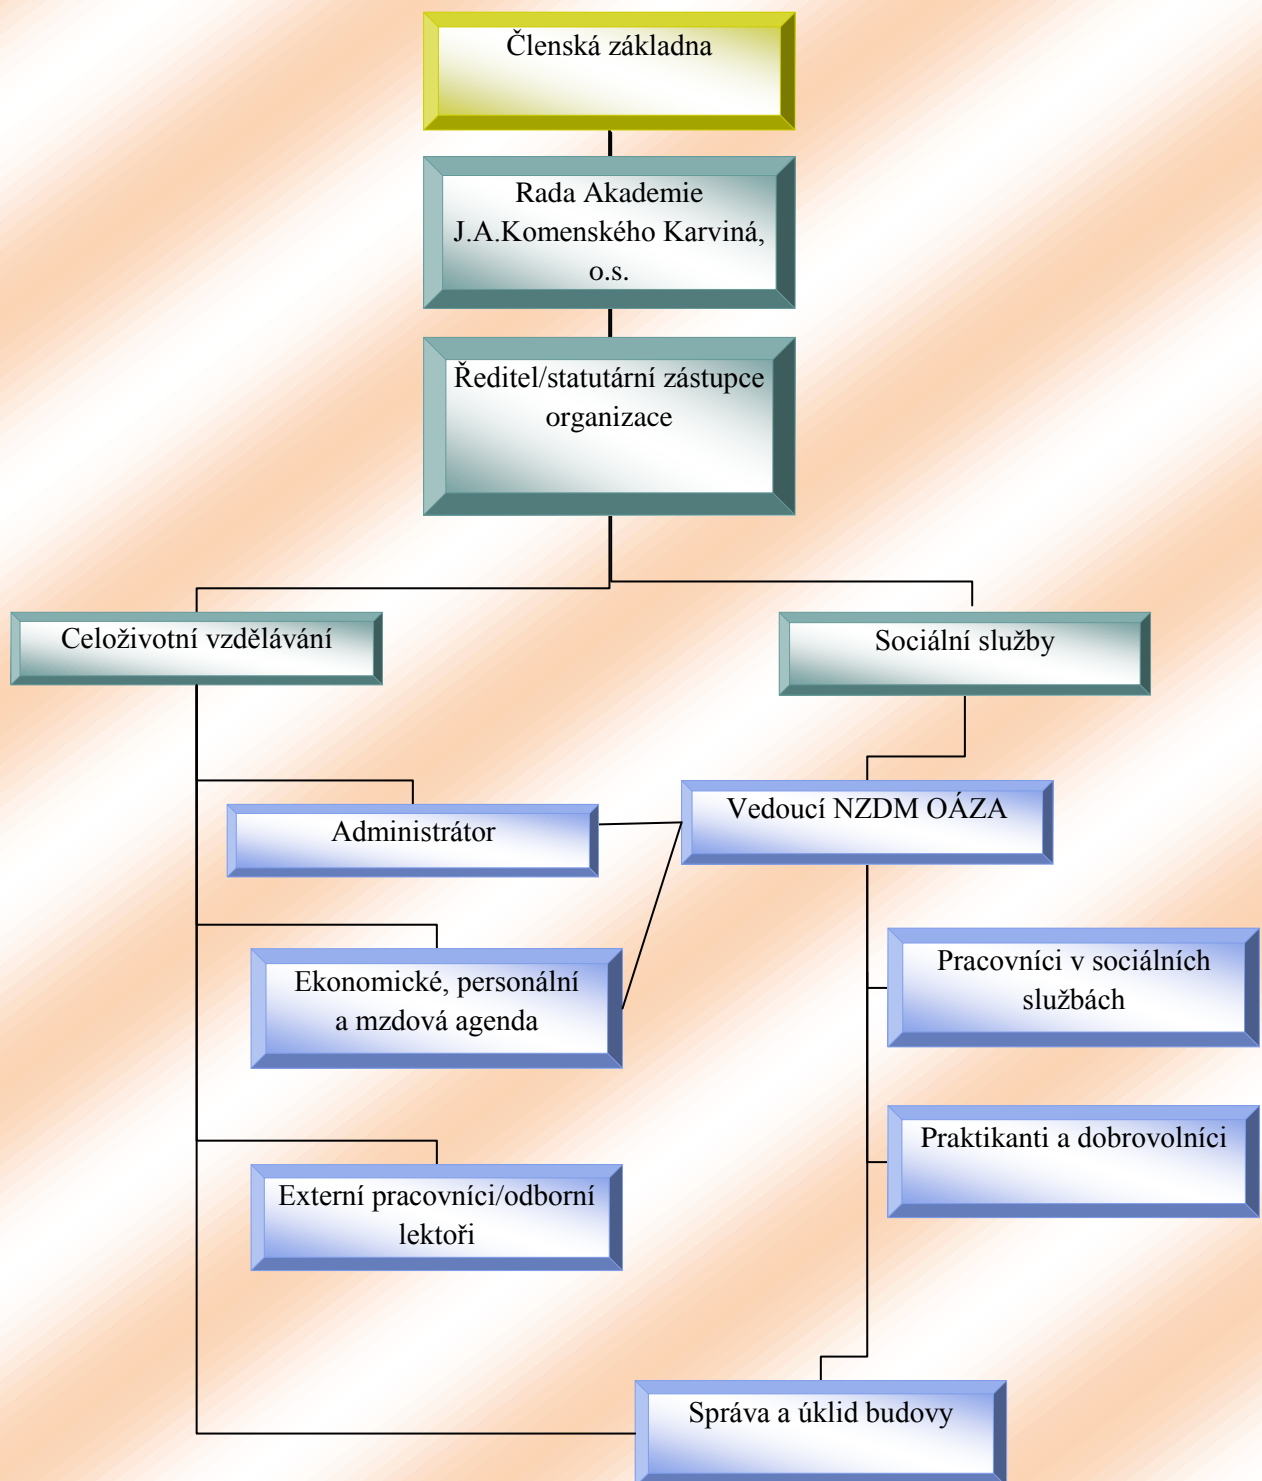 Členská základna
Rada Akademie
J.A.Komenského Karviná,
o.s.
Ředitel/statutární zástupce
organizace
Celoživotní vzdělávání
Sociální služby
Administrátor
Vedoucí NZDM OÁZA
Ekonomické, personální
a mzdová agenda
Pracovníci v sociálních
službách
Praktikanti a dobrovolníci
Externí pracovníci/odborní
lektoři
Správa a úklid budovy